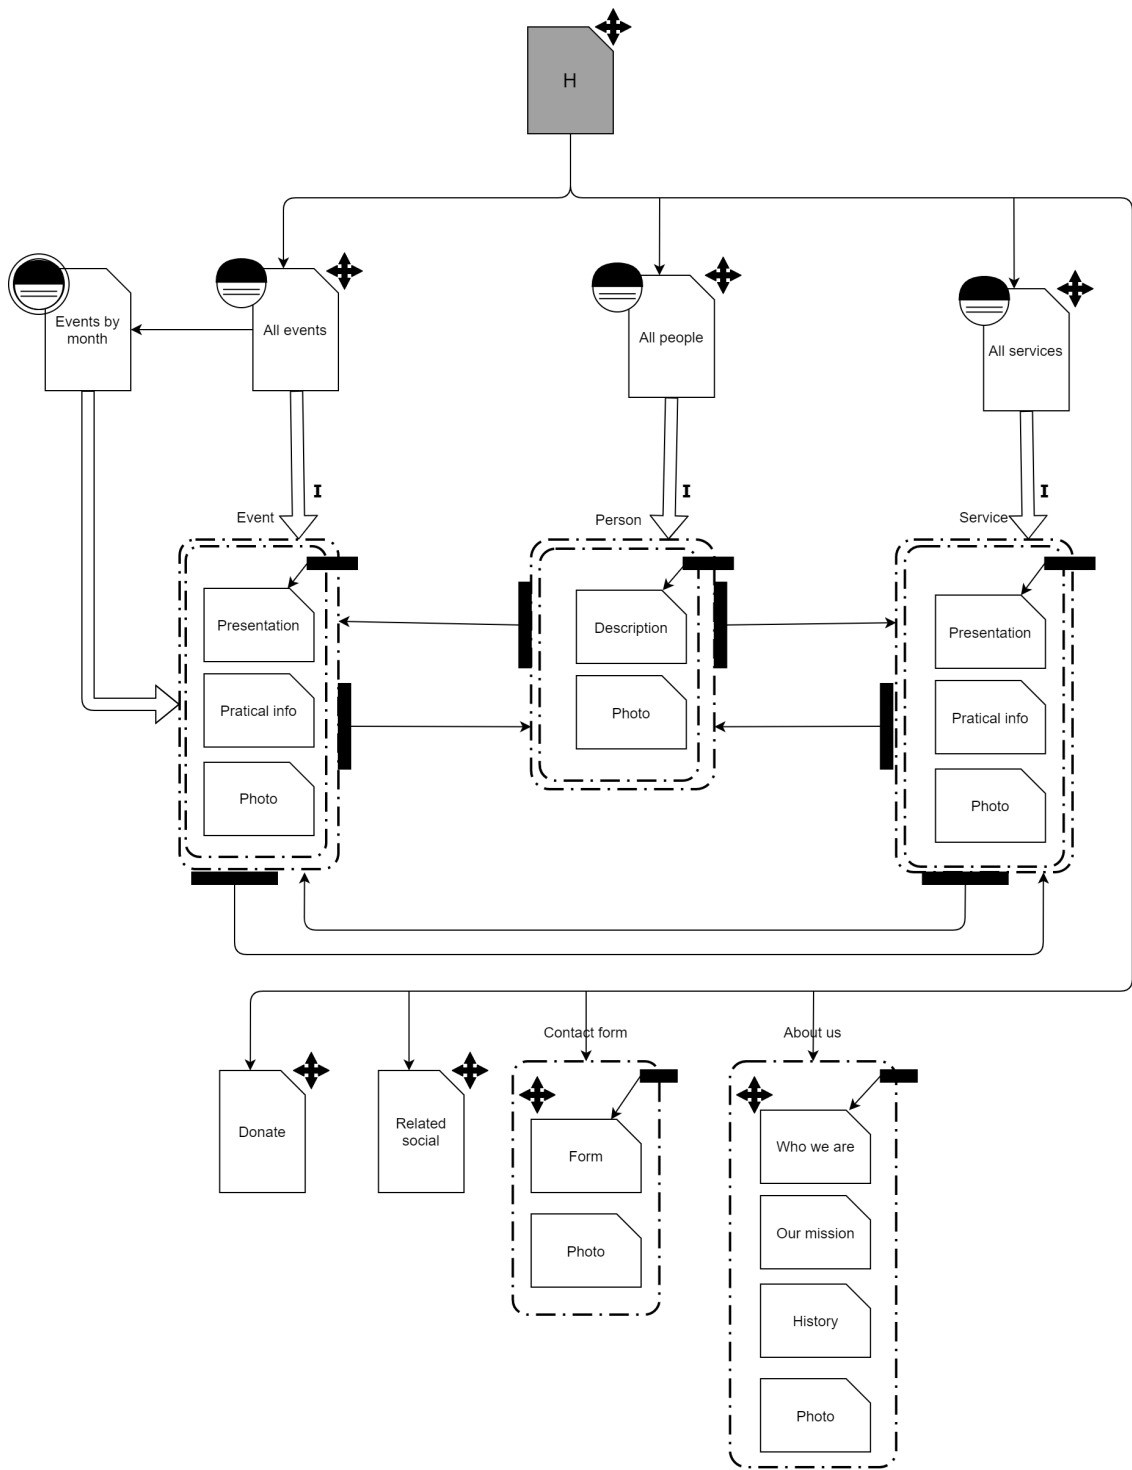 H
Events by
month
All events
All people
All services
I
I
I
Event
Person
Service
Presentation
Pratical info
Photo
Description
Photo
Presentation
Pratical info
Photo
Contact form
About us
Donate
Related
social
Form
Photo
Who we are
Our mission
History
Photo